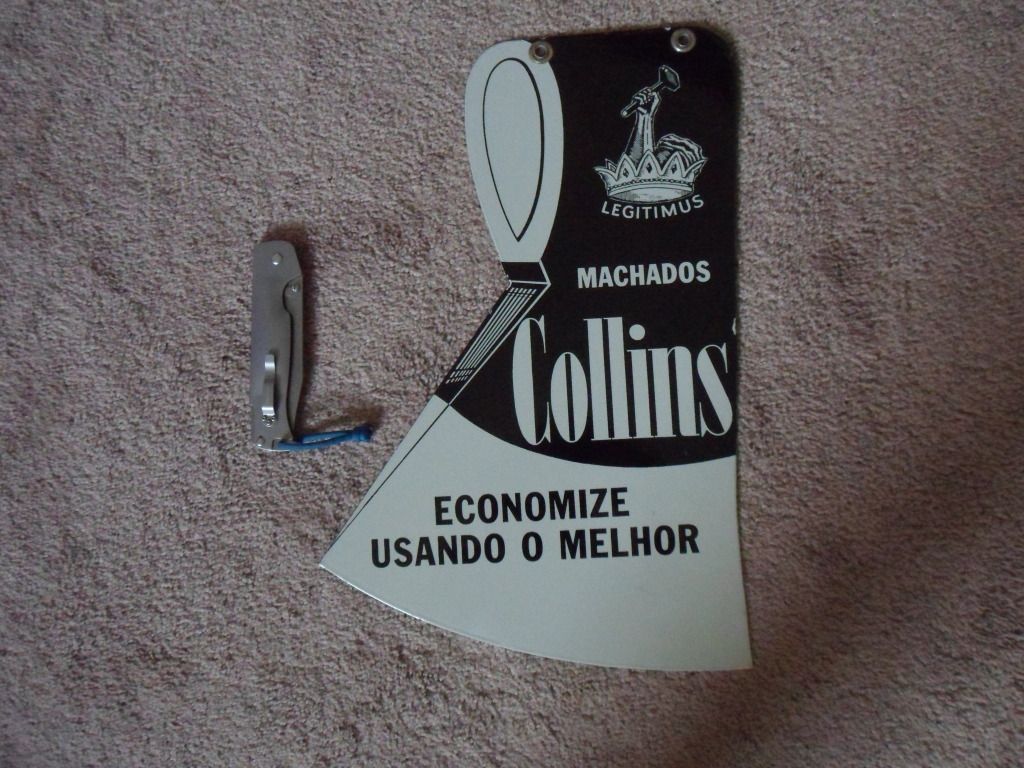 LEGITIMUS
MACHADOS
Collins
ECONOMIZE
USANDO O MELHOR